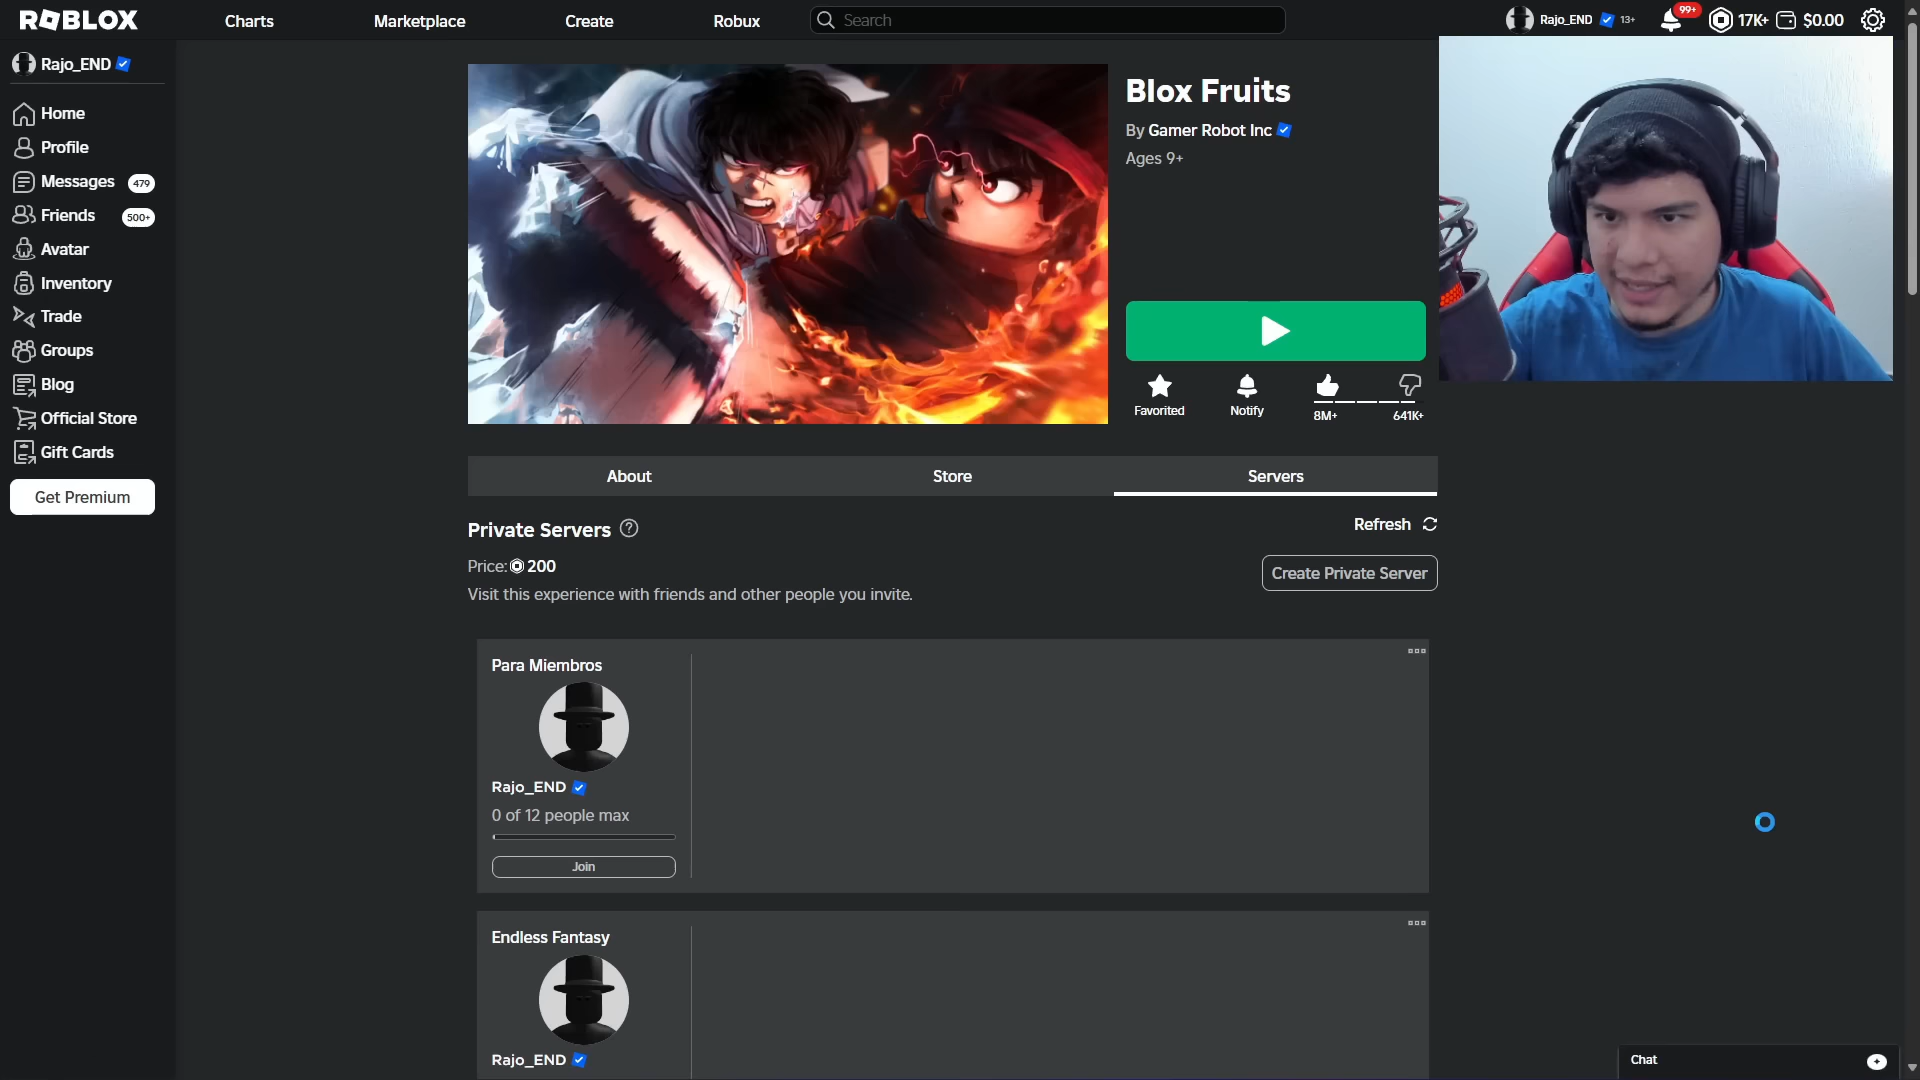 ROBLOX
Charts
Marketplace
Create
Robux
Search
Rajo_END
13+
99+
17K+
$0.00
Rajo_END
Home
Profile
Messages 479
Friends 500+
Avatar
Inventory
Trade
Groups
Blog
Official Store
Gift Cards
Get Premium
Blox Fruits
By Gamer Robot Inc
Ages 9+
Favorited
Notify
8M+
641K+
About
Store
Servers
Private Servers ?
Refresh
Price: 200
Create Private Server
Visit this experience with friends and other people you invite.
Para Miembros
Rajo_END
0 of 12 people max
Join
Endless Fantasy
Rajo_END
Chat